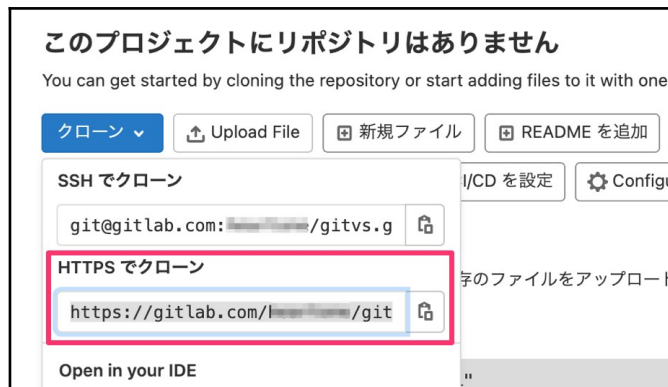 このプロジェクトにリポジトリはありません
You can get started by cloning the repository or start adding files to it with one
クローン
Upload File
新規ファイル
README を追加
SSH でクローン
I/CD を設定
Configu
git@gitlab.com: /gitvs.g
HTTPS でクローン
存のファイルをアップロード
https://gitlab.com/ /git
Open in your IDE
"